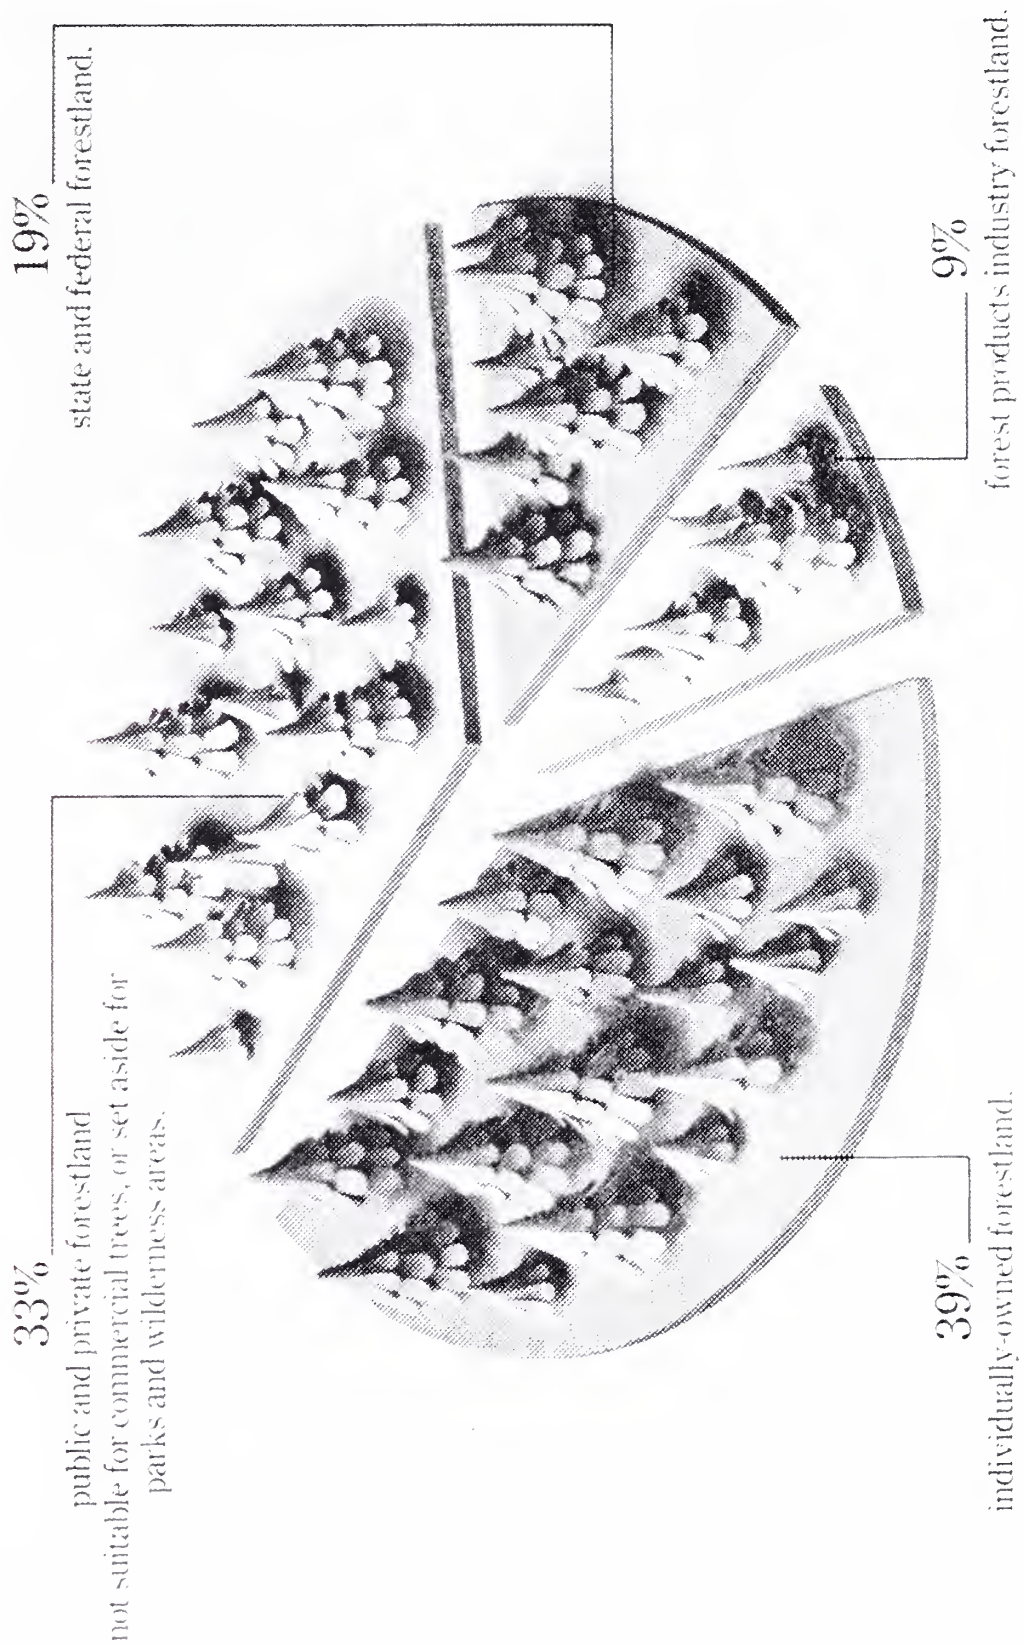 33%
public and private forestland
not suitable for commercial trees, or set aside for
parks and wilderness areas.
19%
state and federal forestland.
39%
individually-owned forestland.
9%
forest products industry forestland.